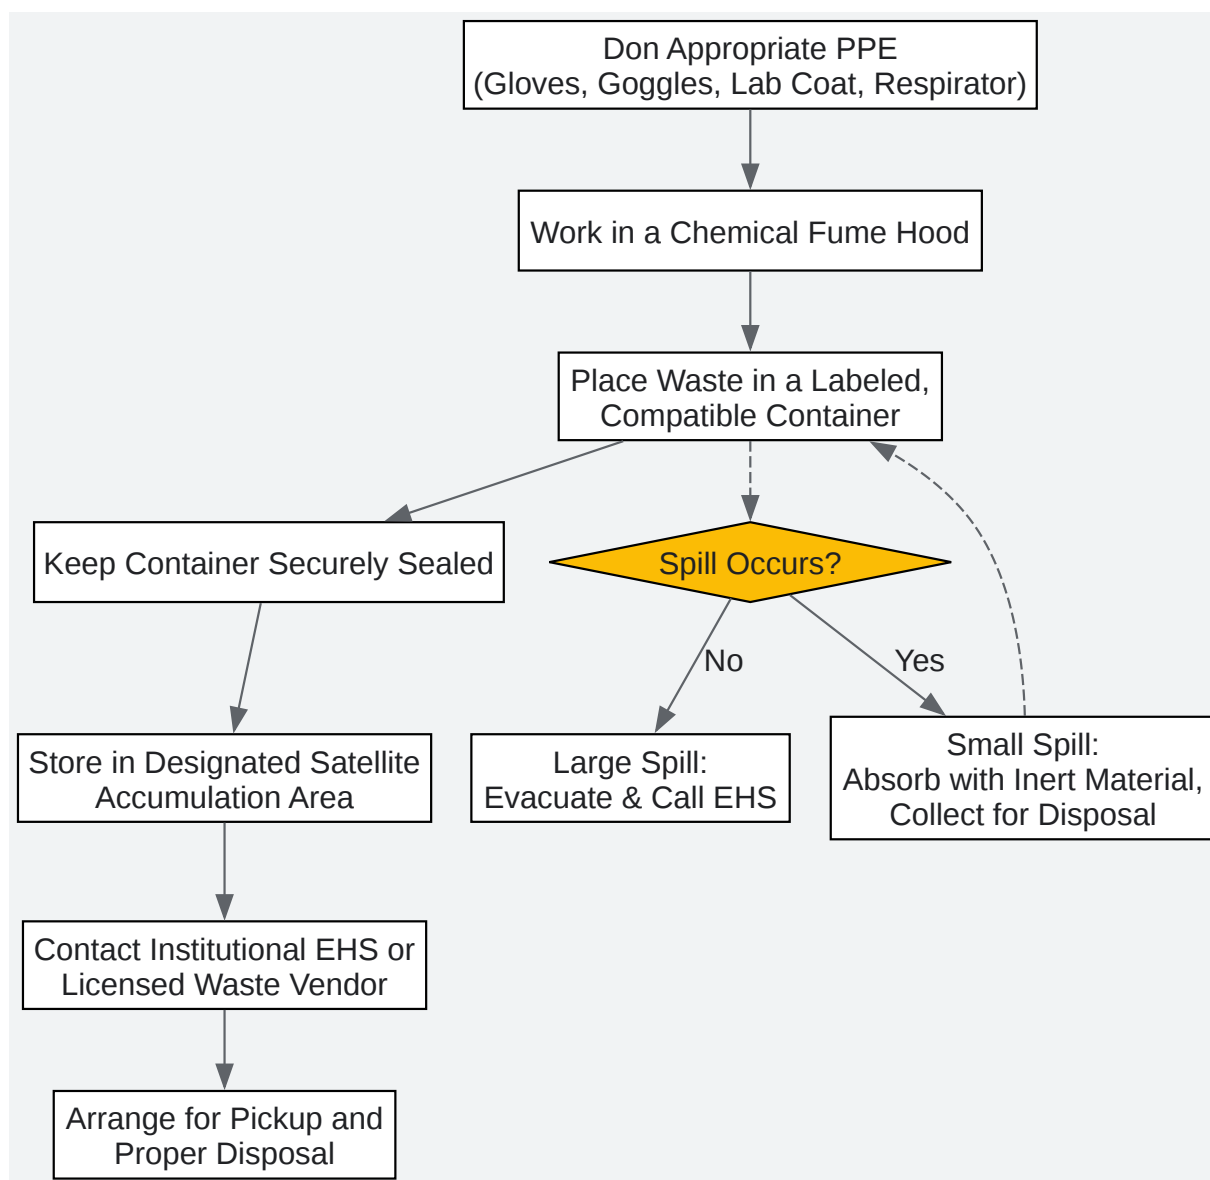 Don Appropriate PPE
(Gloves, Goggles, Lab Coat, Respirator)
Work in a Chemical Fume Hood
Place Waste in a Labeled,
Compatible Container
Keep Container Securely Sealed
Spill Occurs?
No
Yes
Store in Designated Satellite
Accumulation Area
Large Spill:
Evacuate & Call EHS
Small Spill:
Absorb with Inert Material,
Collect for Disposal
Contact Institutional EHS or
Licensed Waste Vendor
Arrange for Pickup and
Proper Disposal